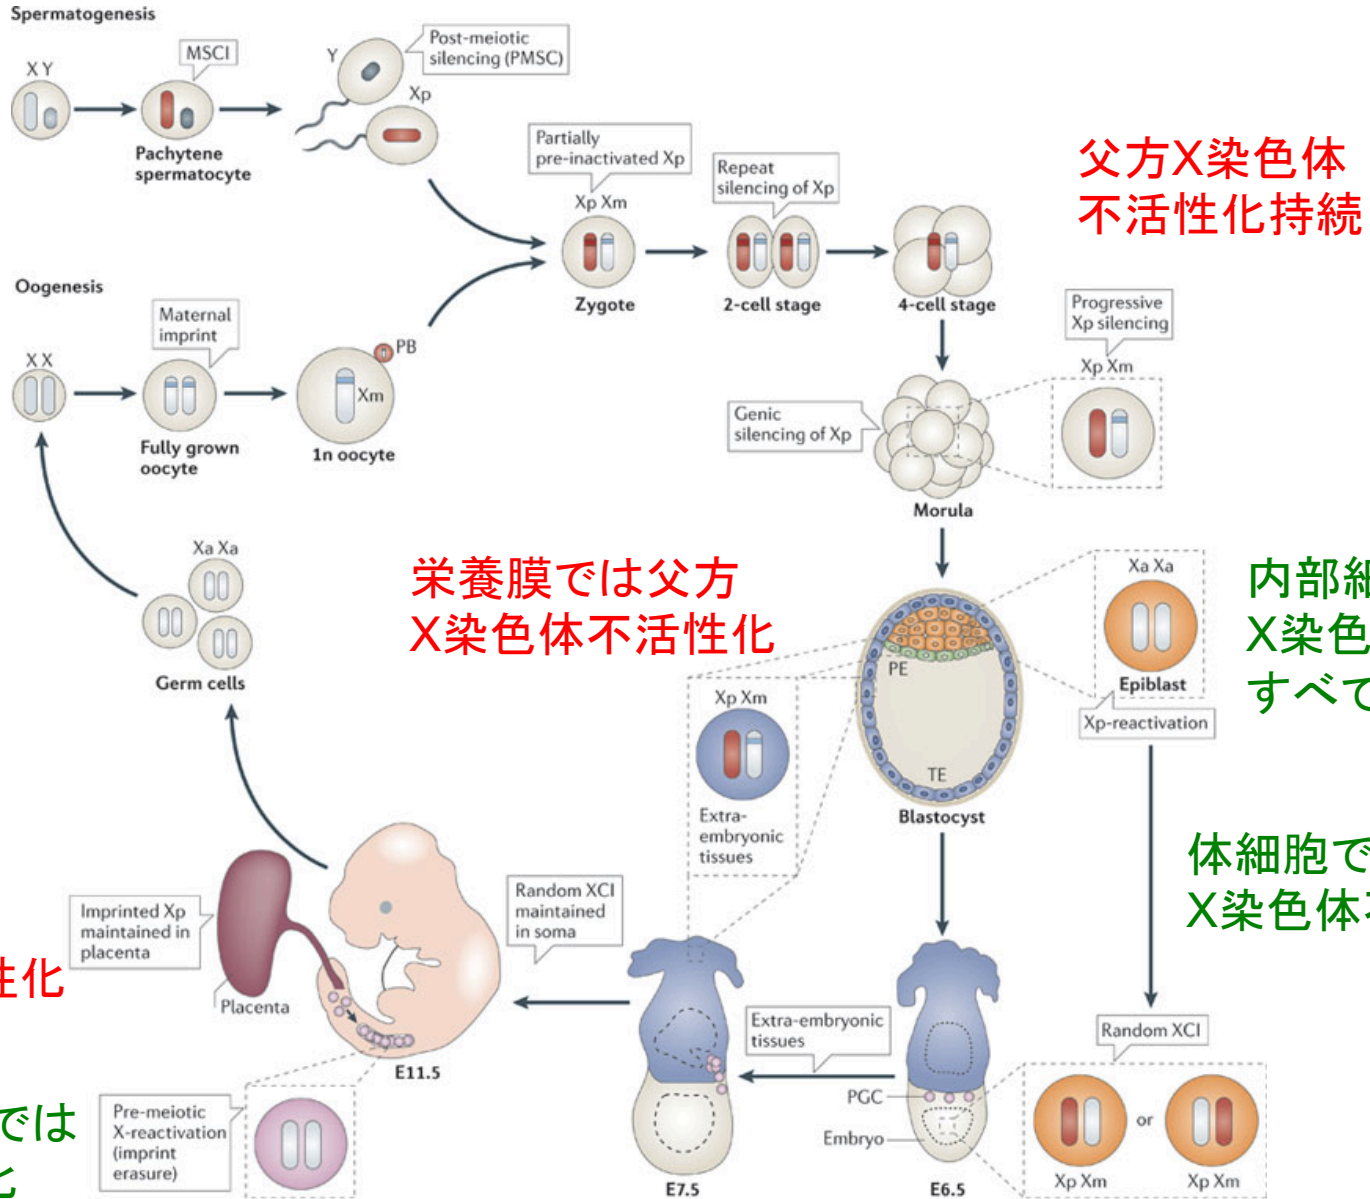 Spermatogenesis
X Y
MSCI
Pachytene
spermatocyte
Y
Xp
Post-meiotic
silencing (PMSC)
Partially
pre-inactivated Xp
Xp Xm
Zygote
Repeat
silencing of Xp
2-cell stage
4-cell stage
父方X染色体
不活性化持続
Oogenesis
X X
Maternal
imprint
Fully grown
oocyte
PB
Xm
1n oocyte
Progressive
Xp silencing
Xp Xm
Genic
silencing of Xp
Morula
Xa Xa
Germ cells
栄養膜では父方
X染色体不活性化
Xp Xm
Extra-
embryonic
tissues
PE
TE
Blastocyst
Xa Xa
Epiblast
Xp-reactivation
内部細
X染色
すべて
体細胞で
X染色体不
Imprinted Xp
maintained in
placenta
性化
Placenta
Random XCI
maintained
in soma
E11.5
Pre-meiotic
X-reactivation
(imprint
erasure)
では
化
Extra-embryonic
tissues
E7.5
PGC
Embryo
E6.5
Random XCI
or
Xp Xm
Xp Xm